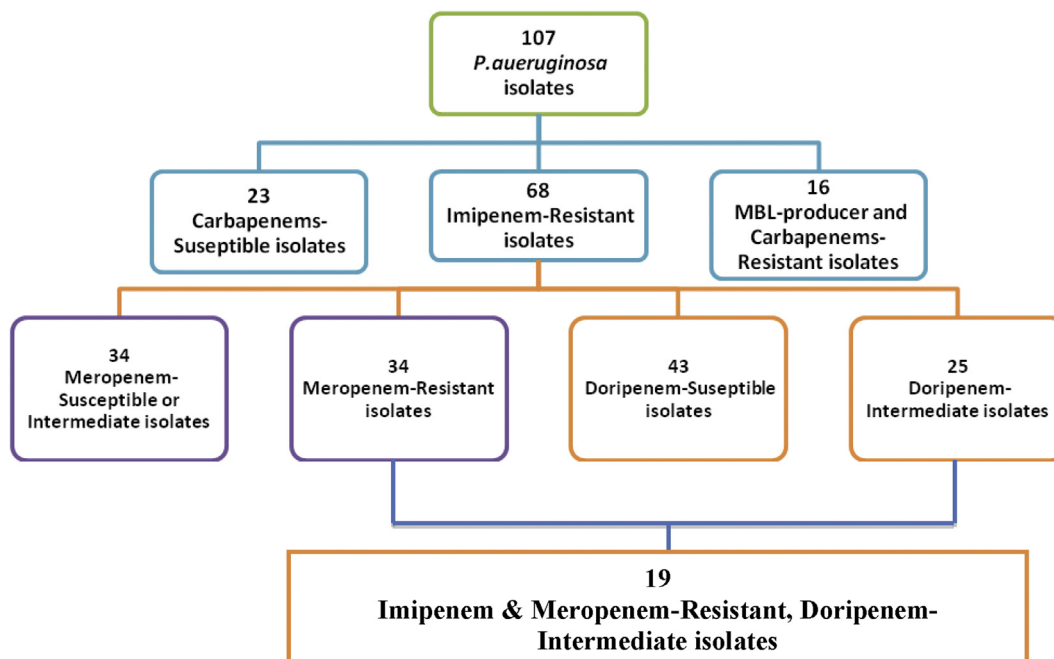 107
P.aueruginosa
isolates
23
Carbapenems-
Suseptible isolates
68
Imipenem-Resistant
isolates
16
MBL-producer and
Carbapenems-
Resistant isolates
34
Meropenem-
Susceptible or
Intermediate isolates
34
Meropenem-Resistant
isolates
43
Doripenem-Suseptible
isolates
25
Doripenem-
Intermediate isolates
19
Imipenem & Meropenem-Resistant, Doripenem-
Intermediate isolates